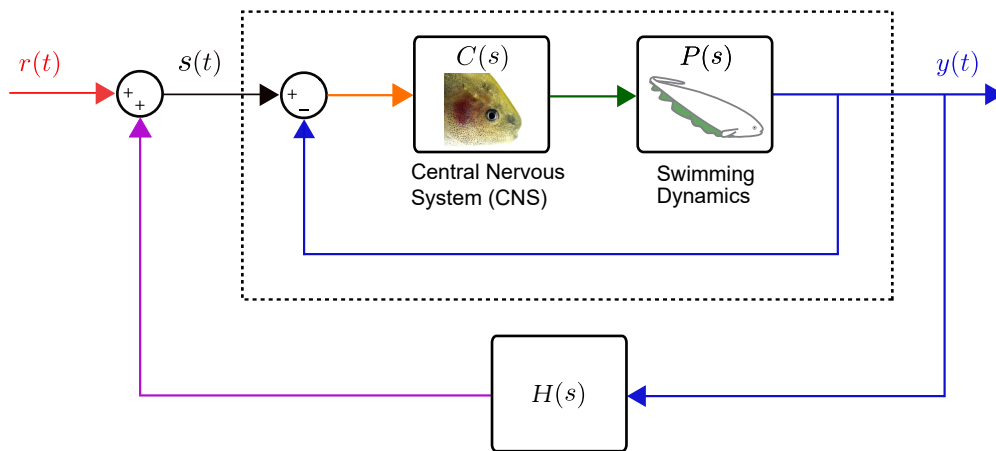 r(t)
s(t)
C(s)
P(s)
y(t)
+
+
+
−
Central Nervous
System (CNS)
Swimming
Dynamics
H(s)